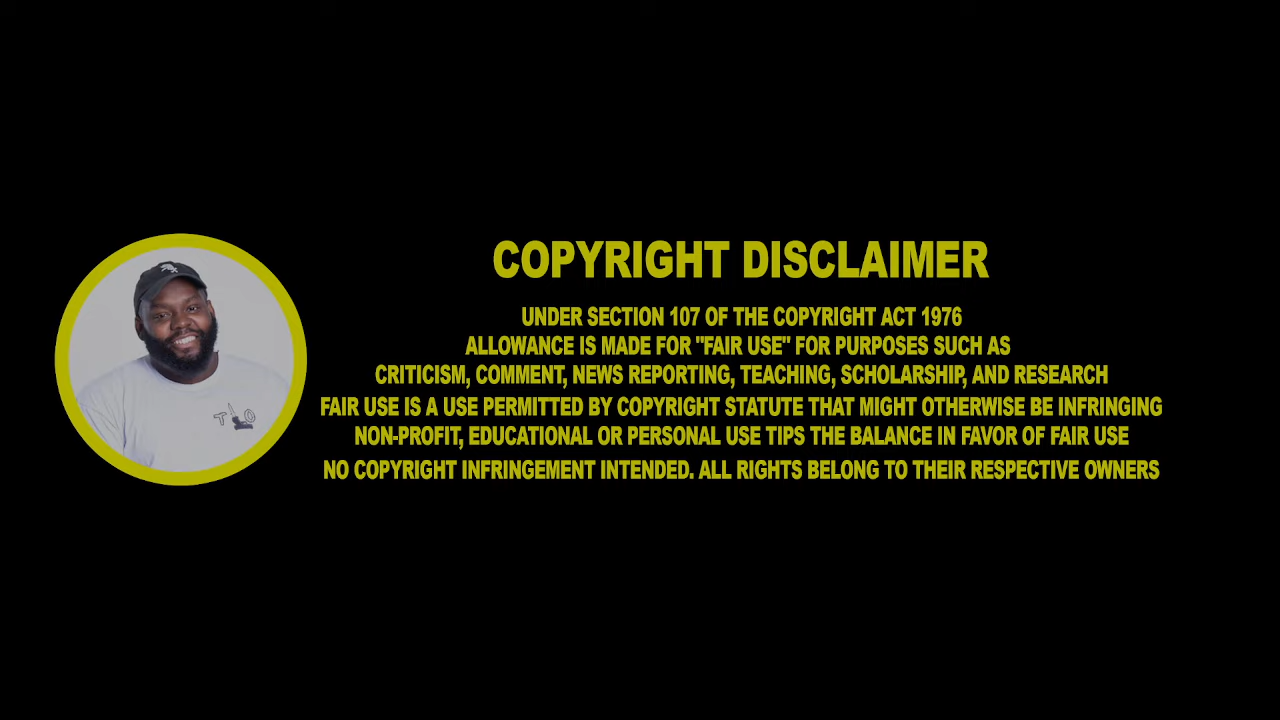 COPYRIGHT DISCLAIMER
UNDER SECTION 107 OF THE COPYRIGHT ACT 1976
ALLOWANCE IS MADE FOR "FAIR USE" FOR PURPOSES SUCH AS
CRITICISM, COMMENT, NEWS REPORTING, TEACHING, SCHOLARSHIP, AND RESEARCH
FAIR USE IS A USE PERMITTED BY COPYRIGHT STATUTE THAT MIGHT OTHERWISE BE INFRINGING
NON-PROFIT, EDUCATIONAL OR PERSONAL USE TIPS THE BALANCE IN FAVOR OF FAIR USE
NO COPYRIGHT INFRINGEMENT INTENDED. ALL RIGHTS BELONG TO THEIR RESPECTIVE OWNERS